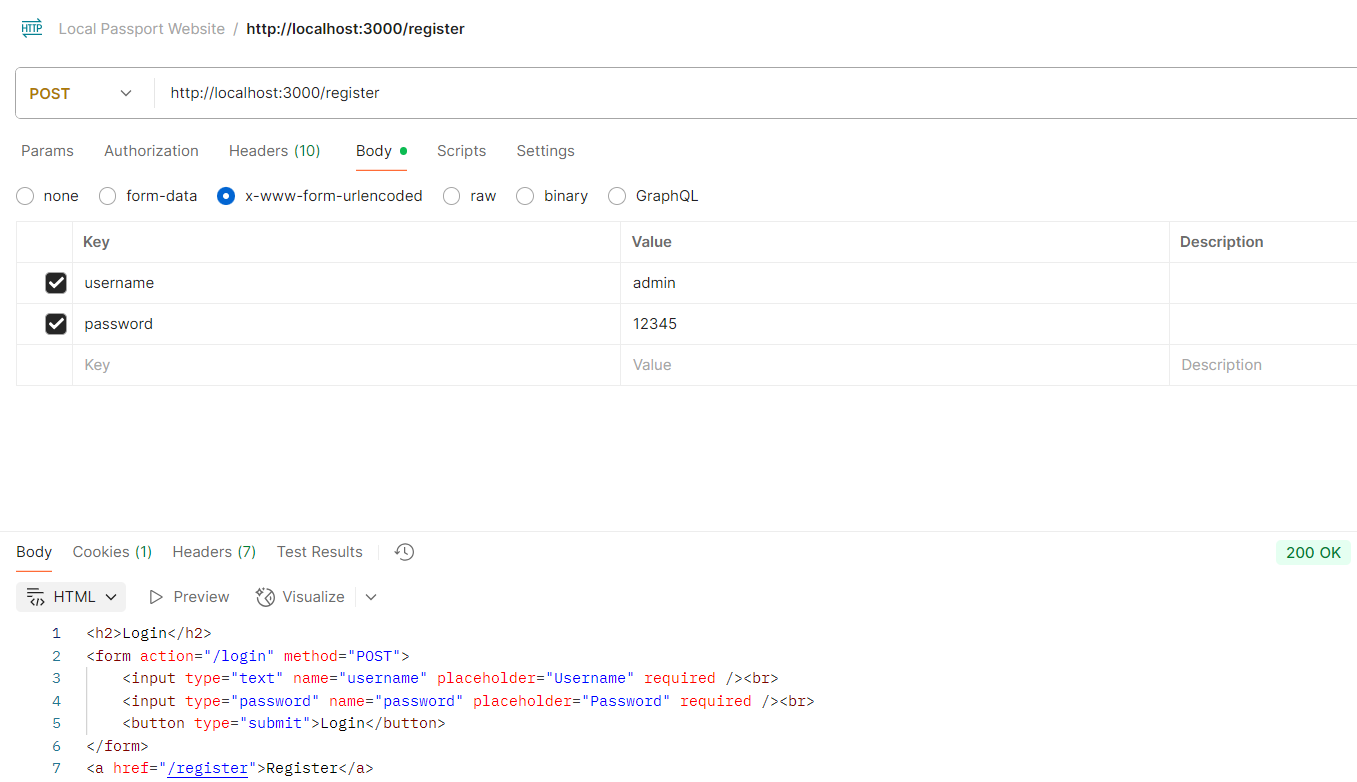 HTTP Local Passport Website / http://localhost:3000/register
POST http://localhost:3000/register
Params Authorization Headers (10) Body Scripts Settings
none form-data x-www-form-urlencoded raw binary GraphQL
Key Value Description
username admin
password 12345
Key Value Description
Body Cookies (1) Headers (7) Test Results 200 OK
HTML Preview Visualize
1 <h2>Login</h2>
2 <form action="/login" method="POST">
3 <input type="text" name="username" placeholder="Username" required /><br>
4 <input type="password" name="password" placeholder="Password" required /><br>
5 <button type="submit">Login</button>
6 </form>
7 <a href="/register">Register</a>